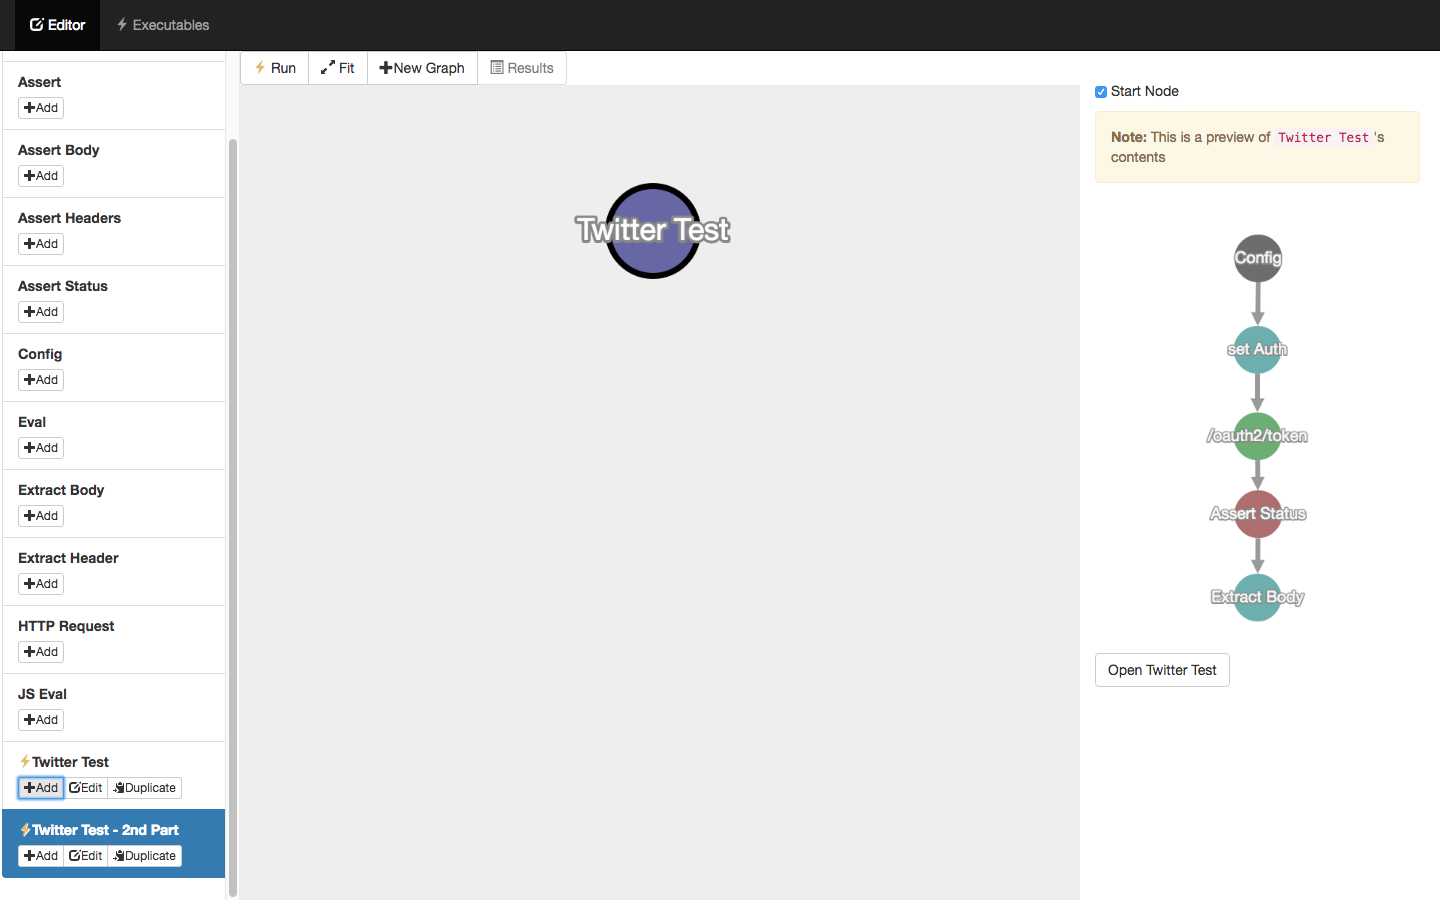 Editor
Executables
Assert
Add
Assert Body
Add
Assert Headers
Add
Assert Status
Add
Config
Add
Eval
Add
Extract Body
Add
Extract Header
Add
HTTP Request
Add
JS Eval
Add
Twitter Test
Add Edit Duplicate
Twitter Test - 2nd Part
Add Edit Duplicate
Run Fit New Graph Results
Twitter Test
Start Node
Note: This is a preview of Twitter Test 's
contents
Config
set Auth
/oauth2/token
Assert Status
Extract Body
Open Twitter Test